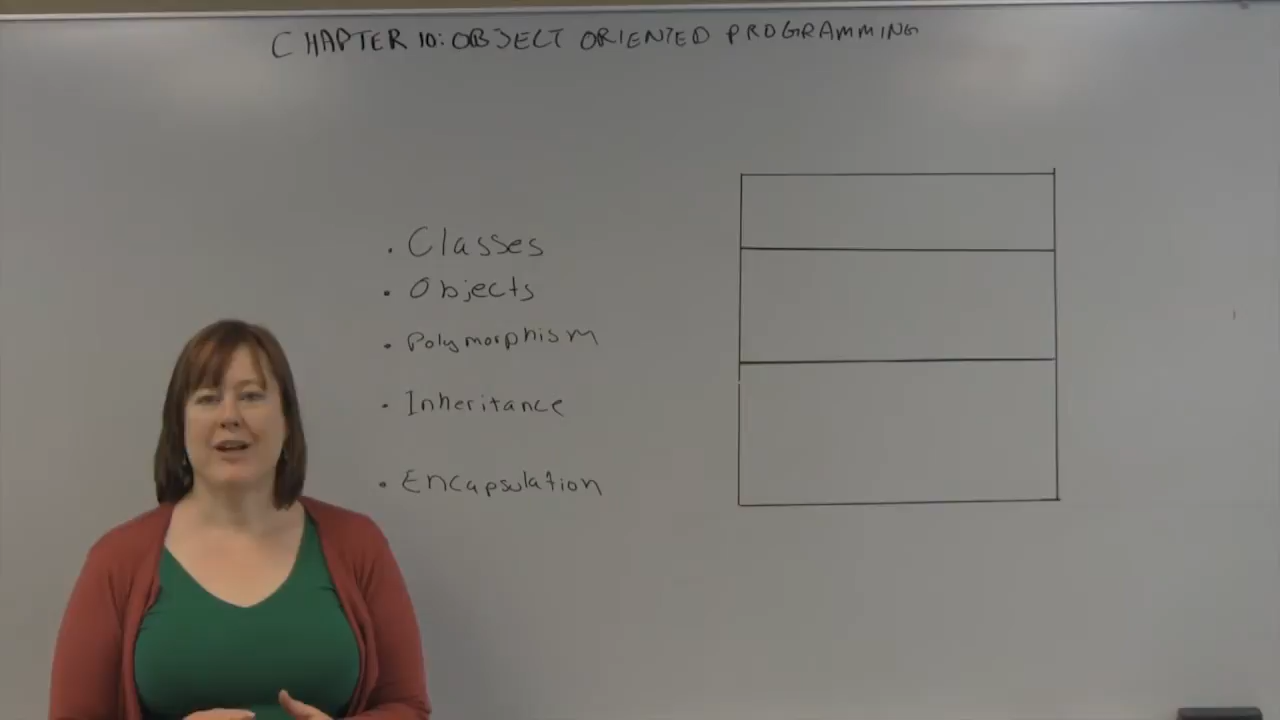 CHAPTER 10: OBJECT ORIENTED PROGRAMMING
• Classes
• Objects
• Polymorphism
• Inheritance
• Encapsulation